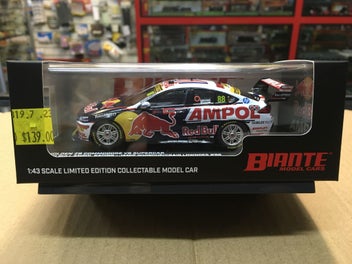 $19.7.23
$139.00
88
AMPOL
Red Bull
BIANTE
MODEL CARS
1:43 SCALE LIMITED EDITION COLLECTABLE MODEL CAR